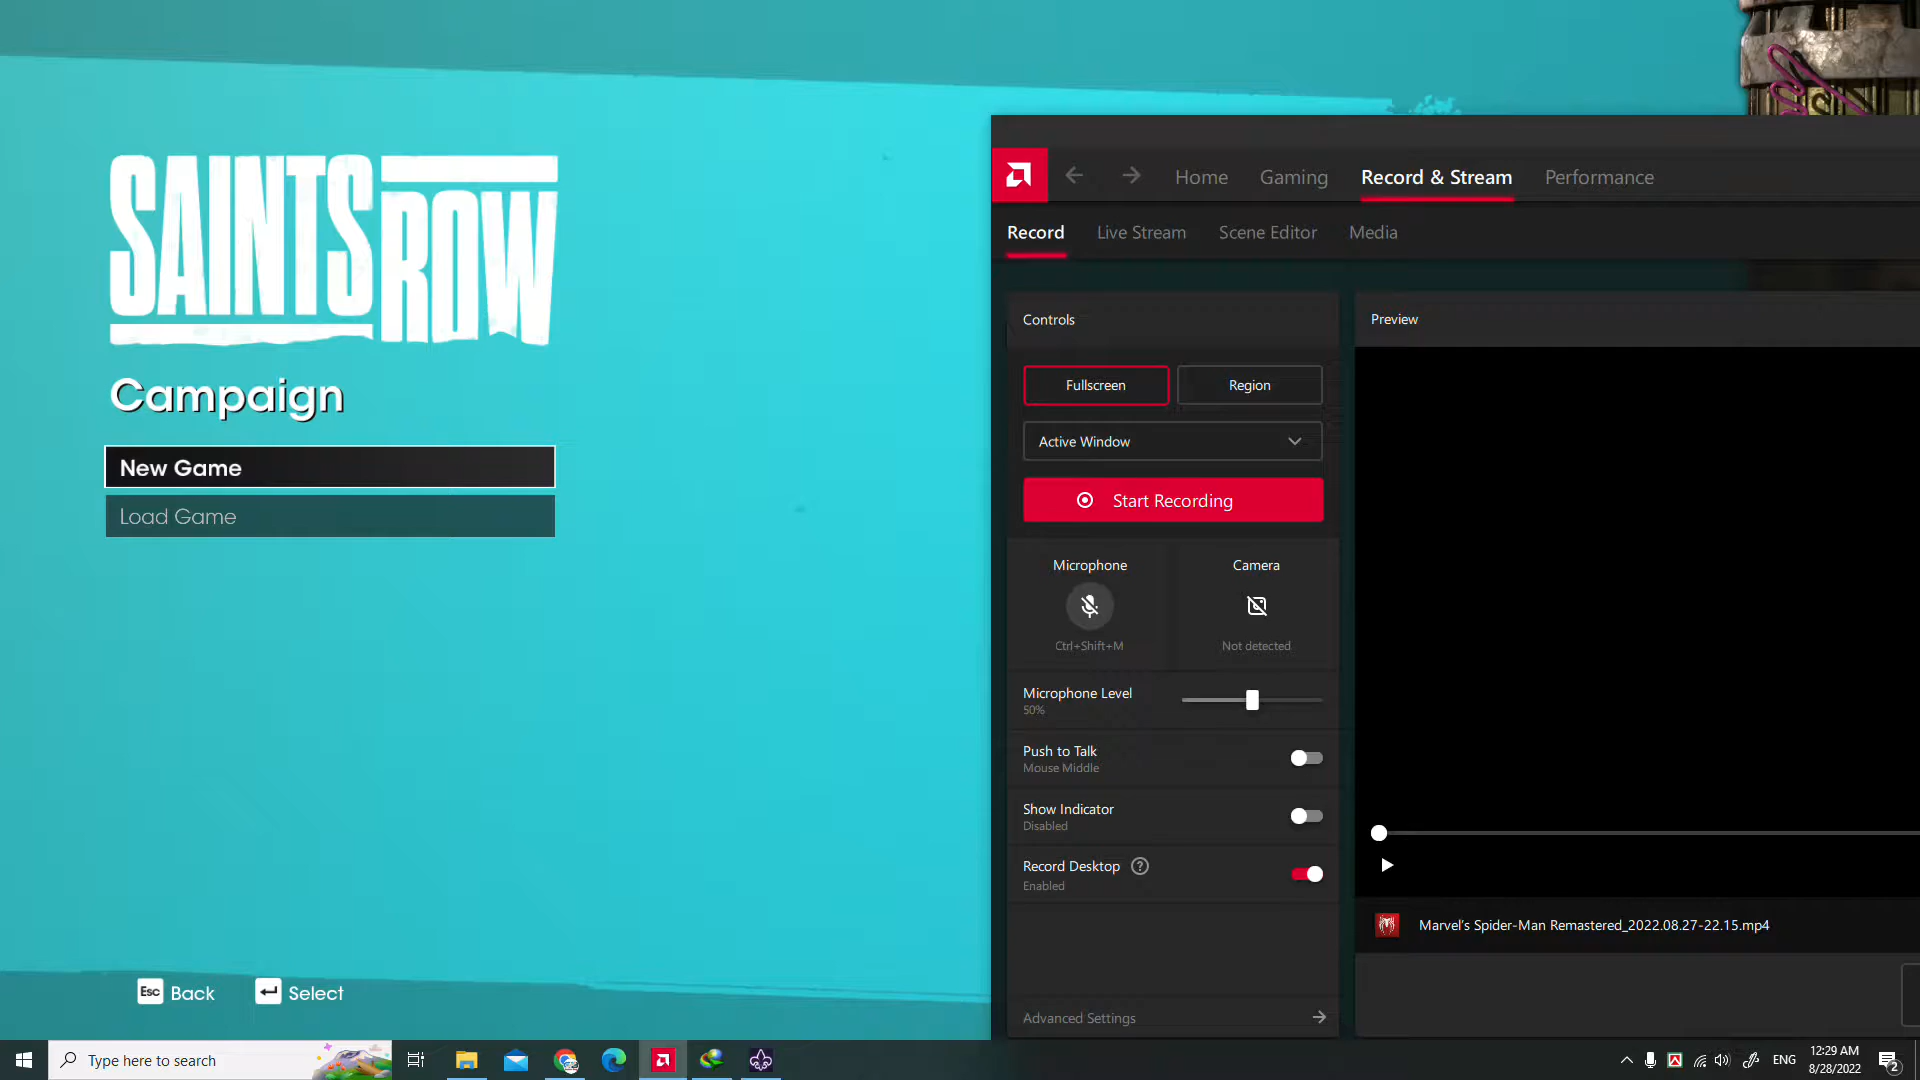 SAINTS
ROW
Campaign
New Game
Load Game
Esc Back
Select
Home
Gaming
Record & Stream
Performance
Record
Live Stream
Scene Editor
Media
Controls
Fullscreen
Region
Active Window
Start Recording
Microphone
Camera
Ctrl+Shift+M
Not detected
Microphone Level
50%
Push to Talk
Mouse Middle
Show Indicator
Disabled
Record Desktop ?
Enabled
Advanced Settings
Preview
Marvel's Spider-Man Remastered_2022.08.27-22.15.mp4
Type here to search
ENG
12:29 AM
8/28/2022
2